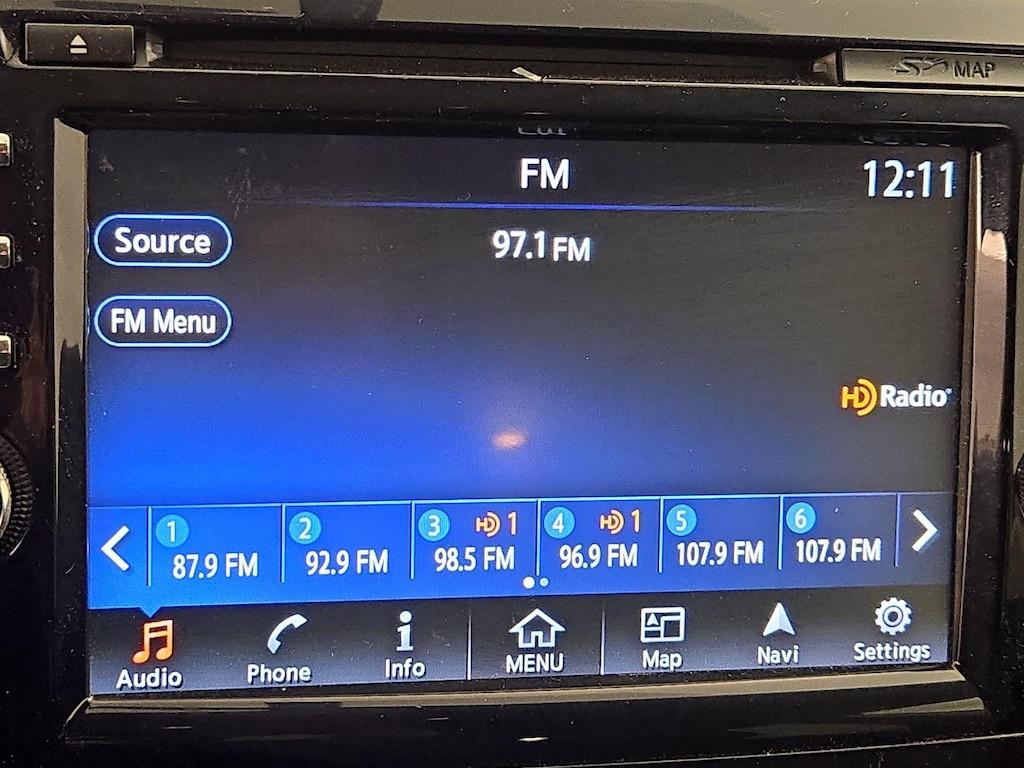 MAP
FM
12:11
Source
97.1 FM
FM Menu
HD Radio
1
87.9 FM
2
92.9 FM
3 HD 1
98.5 FM
4 HD 1
96.9 FM
5
107.9 FM
6
107.9 FM
Audio
Phone
Info
MENU
Map
Navi
Settings